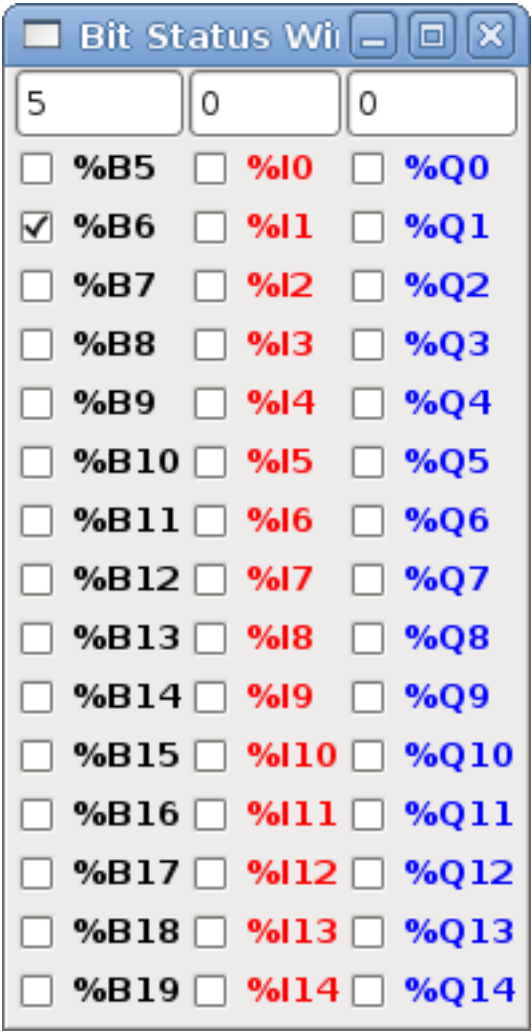 Bit Status Wi
5 0 0
%B5 %I0 %Q0
%B6 %I1 %Q1
%B7 %I2 %Q2
%B8 %I3 %Q3
%B9 %I4 %Q4
%B10 %I5 %Q5
%B11 %I6 %Q6
%B12 %I7 %Q7
%B13 %I8 %Q8
%B14 %I9 %Q9
%B15 %I10 %Q10
%B16 %I11 %Q11
%B17 %I12 %Q12
%B18 %I13 %Q13
%B19 %I14 %Q14